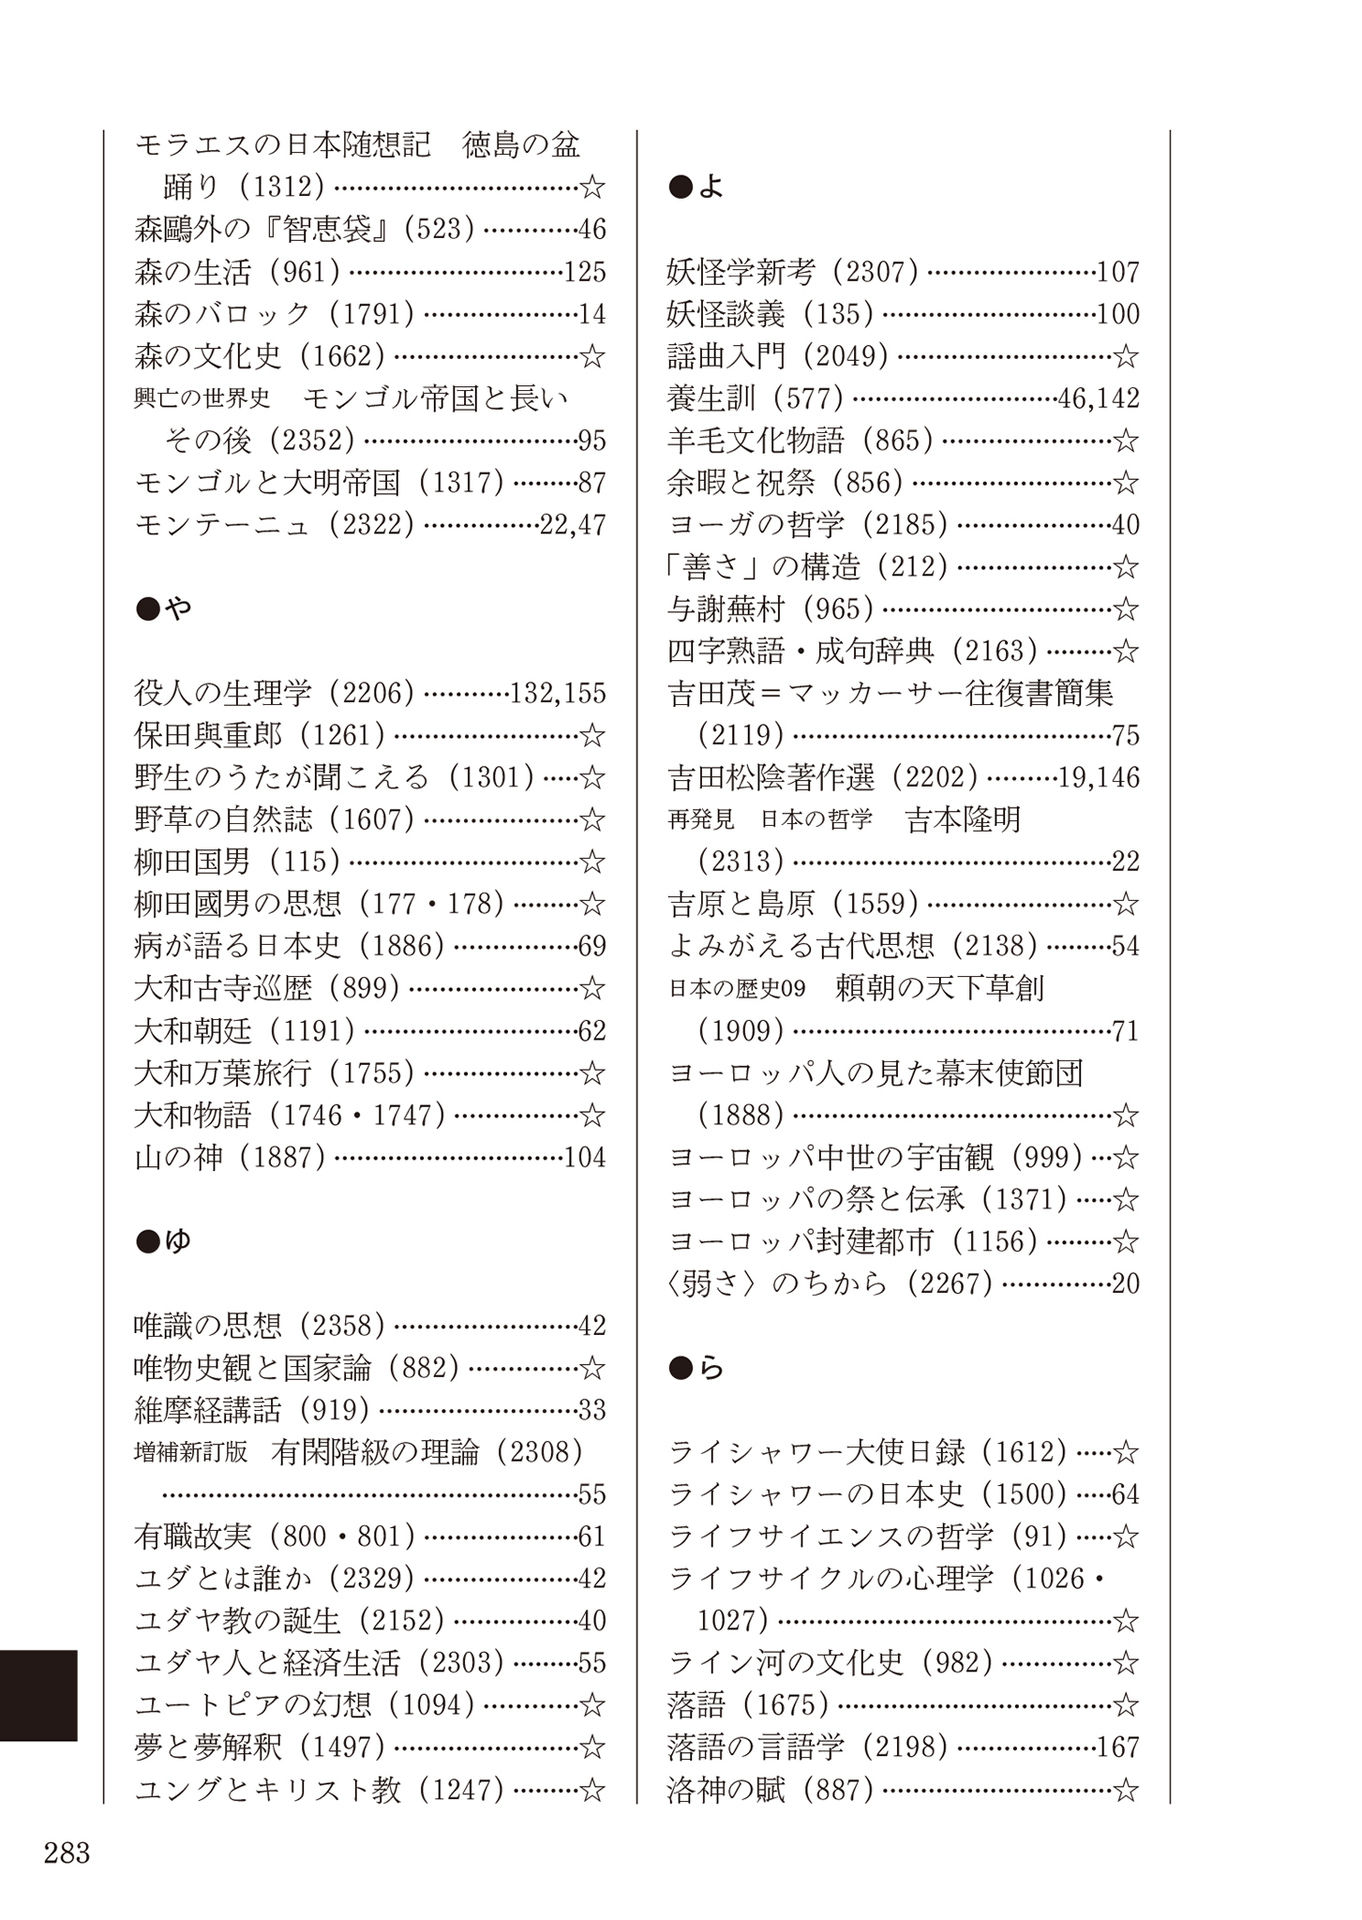 モラエスの日本随想記　徳島の盆
踊り（1312）……………………………☆
森鷗外の『智恵袋』（523）…………46
森の生活（961）………………………125
森のバロック（1791）…………………14
森の文化史（1662）……………………☆
興亡の世界史　モンゴル帝国と長い
その後（2352）…………………………95
モンゴルと大明帝国（1317）………87
モンテーニュ（2322）……………22,47
●や
役人の生理学（2206）…………132,155
保田與重郎（1261）……………………☆
野生のうたが聞こえる（1301）……☆
野草の自然誌（1607）…………………☆
柳田国男（115）…………………………☆
柳田國男の思想（177・178）………☆
病が語る日本史（1886）……………69
大和古寺巡歴（899）…………………☆
大和朝廷（1191）………………………62
大和万葉旅行（1755）…………………☆
大和物語（1746・1747）……………☆
山の神（1887）…………………………104
●ゆ
唯識の思想（2358）……………………42
唯物史観と国家論（882）……………☆
維摩経講話（919）………………………33
増補新訂版　有閑階級の理論（2308）
………………………………………………55
有職故実（800・801）…………………61
ユダとは誰か（2329）…………………42
ユダヤ教の誕生（2152）……………40
ユダヤ人と経済生活（2303）………55
ユートピアの幻想（1094）…………☆
夢と夢解釈（1497）……………………☆
ユングとキリスト教（1247）………☆
●よ
妖怪学新考（2307）…………………107
妖怪談義（135）………………………100
謡曲入門（2049）………………………☆
養生訓（577）………………………46,142
羊毛文化物語（865）…………………☆
余暇と祝祭（856）……………………☆
ヨーガの哲学（2185）………………40
「善さ」の構造（212）…………………☆
与謝蕪村（965）…………………………☆
四字熟語・成句辞典（2163）………☆
吉田茂＝マッカーサー往復書簡集
（2119）……………………………………75
吉田松陰著作選（2202）………19,146
再発見　日本の哲学　吉本隆明
（2313）……………………………………22
吉原と島原（1559）……………………☆
よみがえる古代思想（2138）………54
日本の歴史09　頼朝の天下草創
（1909）……………………………………71
ヨーロッパ人の見た幕末使節団
（1888）……………………………………☆
ヨーロッパ中世の宇宙観（999）…☆
ヨーロッパの祭と伝承（1371）……☆
ヨーロッパ封建都市（1156）………☆
〈弱さ〉のちから（2267）……………20
●ら
ライシャワー大使日録（1612）……☆
ライシャワーの日本史（1500）……64
ライフサイエンスの哲学（91）……☆
ライフサイクルの心理学（1026・
1027）………………………………………☆
ライン河の文化史（982）……………☆
落語（1675）………………………………☆
落語の言語学（2198）………………167
洛神の賦（887）…………………………☆
283